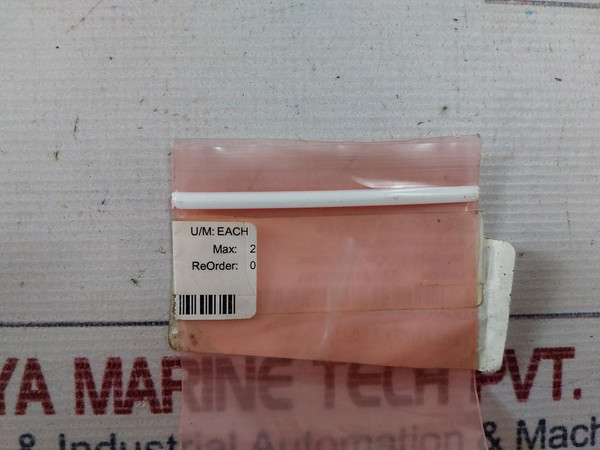 U/M: EACH
Max: 2
ReOrder: 0
YA MARINE TECH PVT.
& Industrial Automation & Mach